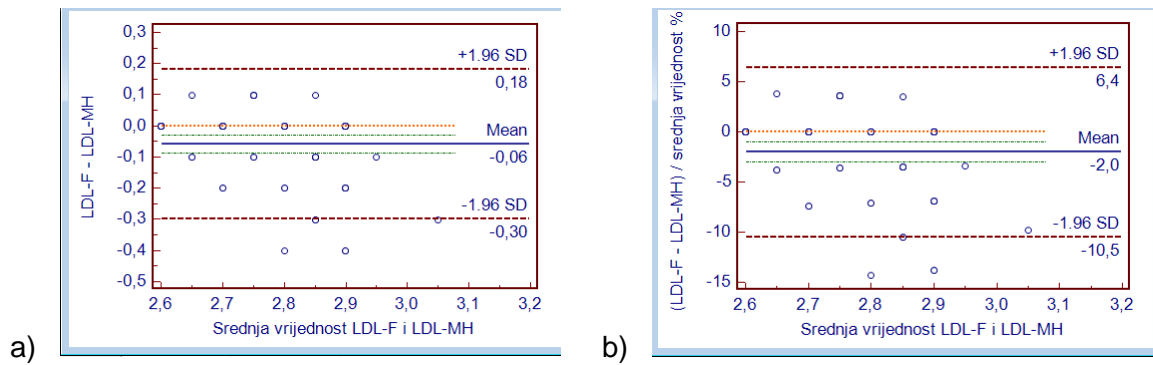 0,3
0,2
0,1
0,0
-0,1
-0,2
-0,3
-0,4
-0,5
LDL-F - LDL-MH
+1.96 SD
0,18
Mean
-0,06
-1.96 SD
-0,30
2,6 2,7 2,8 2,9 3,0 3,1 3,2
Srednja vrijednost LDL-F i LDL-MH
a)
10
5
0
-5
-10
-15
(LDL-F - LDL-MH) / srednja vrijednost %
+1.96 SD
6,4
Mean
-2,0
-1.96 SD
-10,5
2,6 2,7 2,8 2,9 3,0 3,1 3,2
Srednja vrijednost LDL-F i LDL-MH
b)